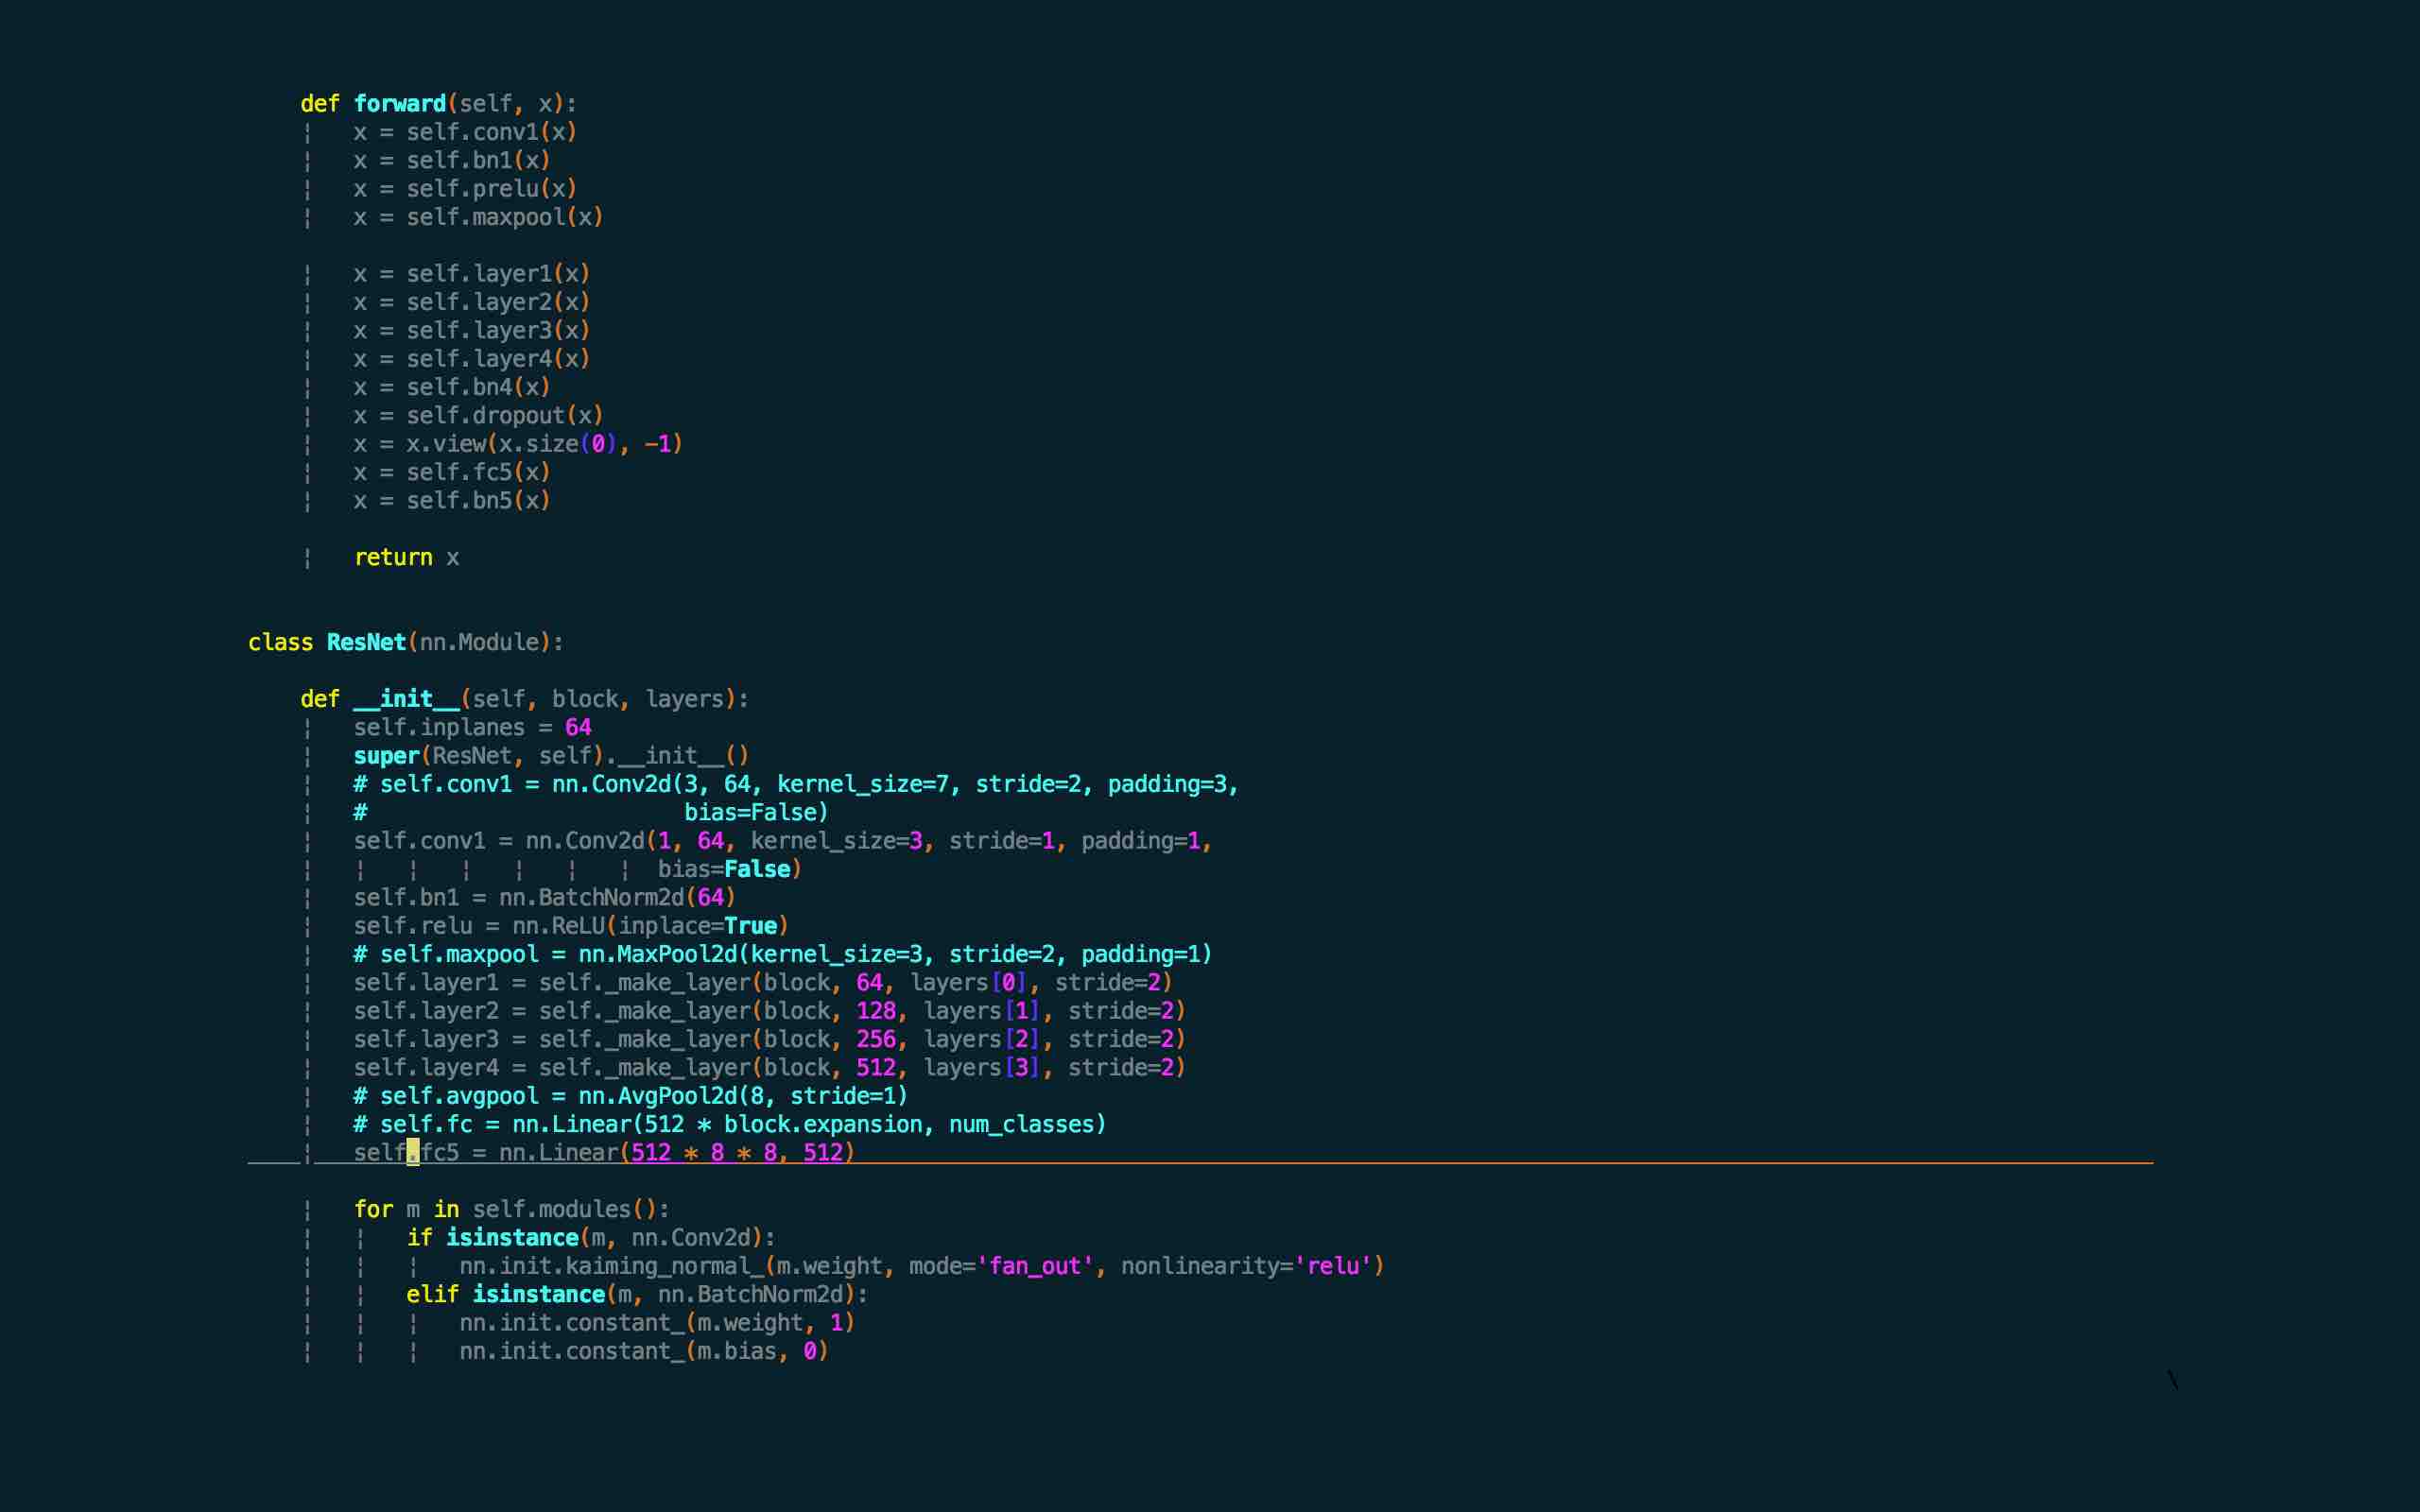 def forward(self, x):
x = self.conv1(x)
x = self.bn1(x)
x = self.prelu(x)
x = self.maxpool(x)
x = self.layer1(x)
x = self.layer2(x)
x = self.layer3(x)
x = self.layer4(x)
x = self.bn4(x)
x = self.dropout(x)
x = x.view(x.size(0), -1)
x = self.fc5(x)
x = self.bn5(x)
return x
class ResNet(nn.Module):
def __init__(self, block, layers):
self.inplanes = 64
super(ResNet, self).__init__()
# self.conv1 = nn.Conv2d(3, 64, kernel_size=7, stride=2, padding=3,
#                        bias=False)
self.conv1 = nn.Conv2d(1, 64, kernel_size=3, stride=1, padding=1,
bias=False)
self.bn1 = nn.BatchNorm2d(64)
self.relu = nn.ReLU(inplace=True)
# self.maxpool = nn.MaxPool2d(kernel_size=3, stride=2, padding=1)
self.layer1 = self._make_layer(block, 64, layers[0], stride=2)
self.layer2 = self._make_layer(block, 128, layers[1], stride=2)
self.layer3 = self._make_layer(block, 256, layers[2], stride=2)
self.layer4 = self._make_layer(block, 512, layers[3], stride=2)
# self.avgpool = nn.AvgPool2d(8, stride=1)
# self.fc = nn.Linear(512 * block.expansion, num_classes)
self.fc5 = nn.Linear(512 * 8 * 8, 512)
for m in self.modules():
if isinstance(m, nn.Conv2d):
nn.init.kaiming_normal_(m.weight, mode='fan_out', nonlinearity='relu')
elif isinstance(m, nn.BatchNorm2d):
nn.init.constant_(m.weight, 1)
nn.init.constant_(m.bias, 0)